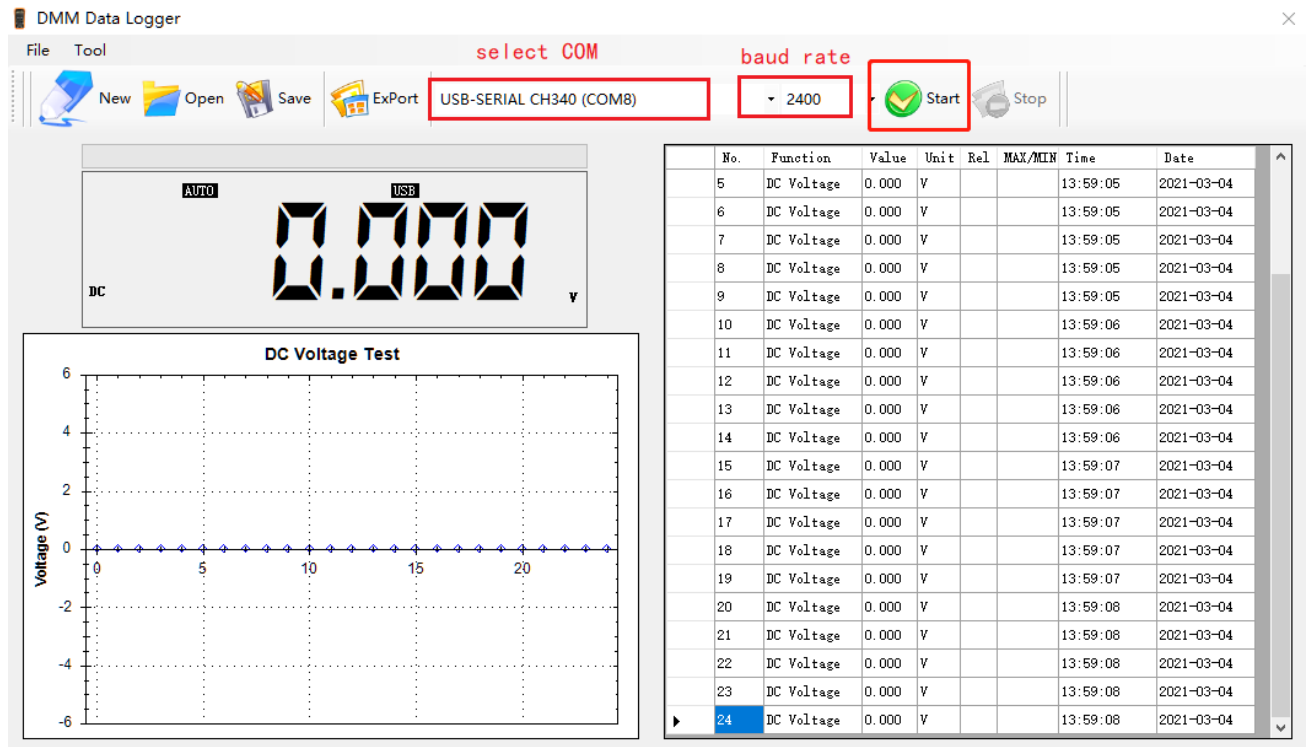 DMM Data Logger
File Tool
select COM
baud rate
New Open Save ExPort USB-SERIAL CH340 (COM8) 2400 Start Stop
AUTO USB
0.000
DC V
DC Voltage Test
Voltage (V)
6
4
2
0
-2
-4
-6
0 5 10 15 20
No. Function Value Unit Rel MAX/MIN Time Date
5 DC Voltage 0.000 V 13:59:05 2021-03-04
6 DC Voltage 0.000 V 13:59:05 2021-03-04
7 DC Voltage 0.000 V 13:59:05 2021-03-04
8 DC Voltage 0.000 V 13:59:05 2021-03-04
9 DC Voltage 0.000 V 13:59:05 2021-03-04
10 DC Voltage 0.000 V 13:59:06 2021-03-04
11 DC Voltage 0.000 V 13:59:06 2021-03-04
12 DC Voltage 0.000 V 13:59:06 2021-03-04
13 DC Voltage 0.000 V 13:59:06 2021-03-04
14 DC Voltage 0.000 V 13:59:06 2021-03-04
15 DC Voltage 0.000 V 13:59:07 2021-03-04
16 DC Voltage 0.000 V 13:59:07 2021-03-04
17 DC Voltage 0.000 V 13:59:07 2021-03-04
18 DC Voltage 0.000 V 13:59:07 2021-03-04
19 DC Voltage 0.000 V 13:59:07 2021-03-04
20 DC Voltage 0.000 V 13:59:08 2021-03-04
21 DC Voltage 0.000 V 13:59:08 2021-03-04
22 DC Voltage 0.000 V 13:59:08 2021-03-04
23 DC Voltage 0.000 V 13:59:08 2021-03-04
24 DC Voltage 0.000 V 13:59:08 2021-03-04